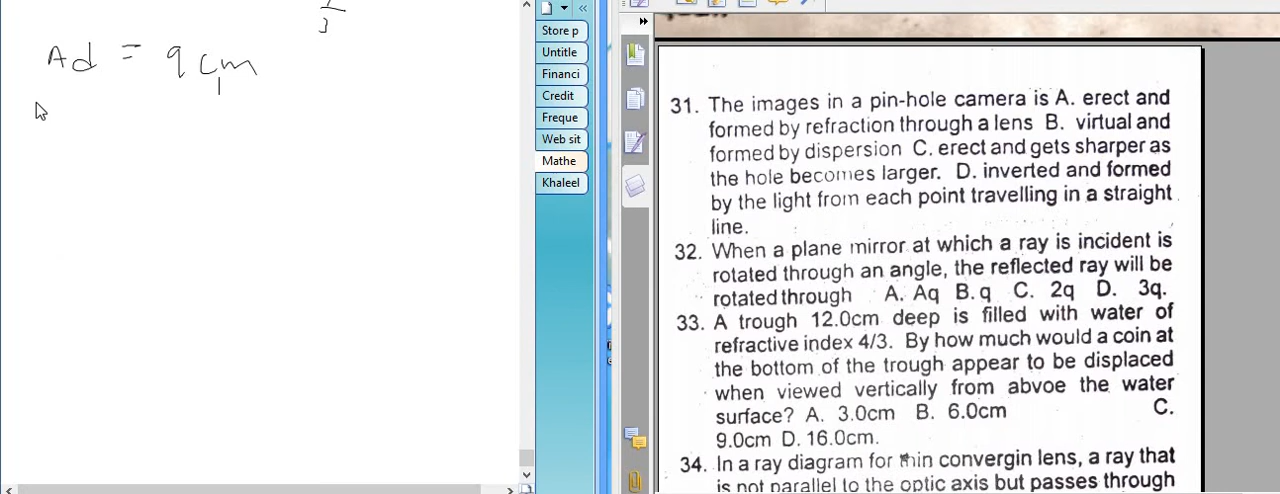 3
Ad = 9 cm
Store p
Untitle
Financi
Credit
Freque
Web sit
Mathe
Khaleel
31. The images in a pin-hole camera is A. erect and
formed by refraction through a lens B. virtual and
formed by dispersion C. erect and gets sharper as
the hole becomes larger. D. inverted and formed
by the light from each point travelling in a straight
line.
32. When a plane mirror at which a ray is incident is
rotated through an angle, the reflected ray will be
rotated through A. Aq B. q C. 2q D. 3q.
33. A trough 12.0cm deep is filled with water of
refractive index 4/3. By how much would a coin at
the bottom of the trough appear to be displaced
when viewed vertically from abvoe the water
surface? A. 3.0cm B. 6.0cm C.
9.0cm D. 16.0cm.
34. In a ray diagram for thin convergin lens, a ray that
is not parallel to the optic axis but passes through